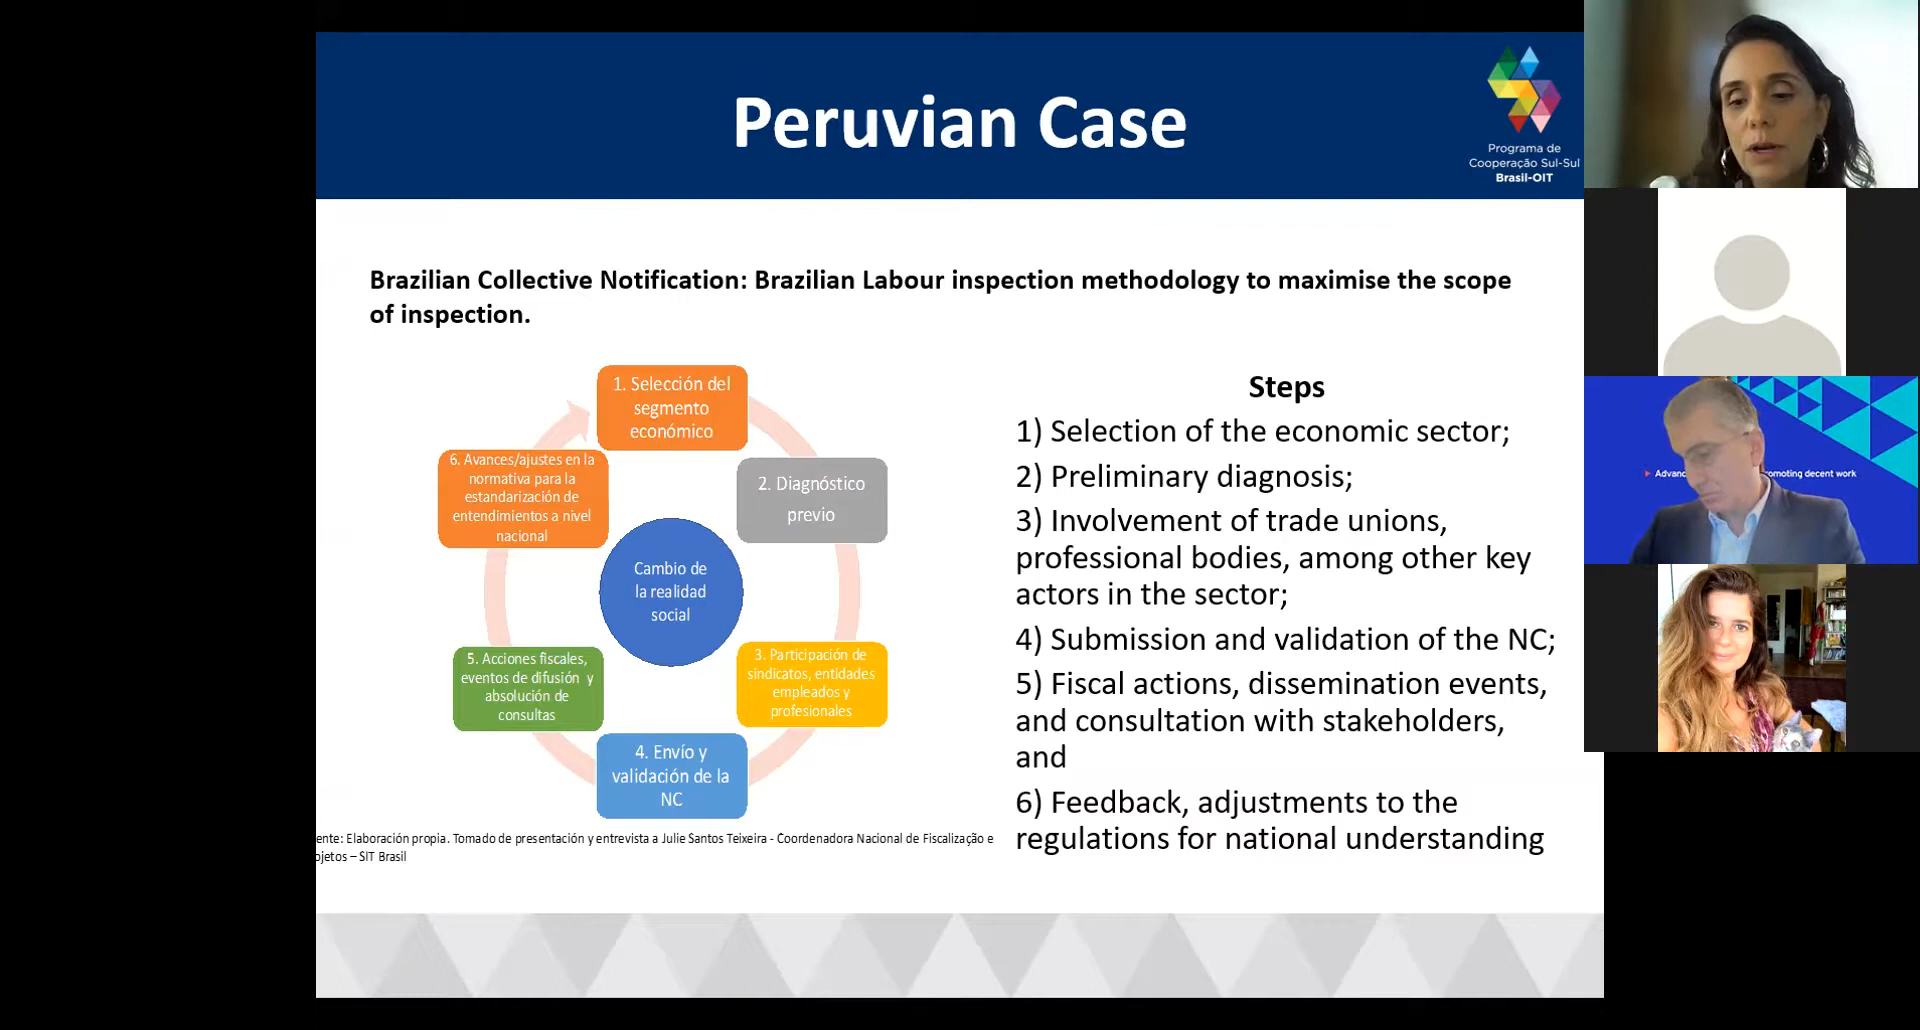 Peruvian Case
Programa de
Cooperação Sul-Sul
Brasil-OIT
Brazilian Collective Notification: Brazilian Labour inspection methodology to maximise the scope
of inspection.
1. Selección del
segmento
económico
2. Diagnóstico
previo
3. Participación de
sindicatos, entidades
empleados y
profesionales
4. Envío y
validación de la
NC
5. Acciones fiscales,
eventos de difusión y
absolución de
consultas
6. Avances/ajustes en la
normativa para la
estandarización de
entendimientos a nivel
nacional
Cambio de
la realidad
social
ente: Elaboración propia. Tomado de presentación y entrevista a Julie Santos Teixeira - Coordenadora Nacional de Fiscalização e
ojetos – SIT Brasil
Steps
1) Selection of the economic sector;
2) Preliminary diagnosis;
3) Involvement of trade unions,
professional bodies, among other key
actors in the sector;
4) Submission and validation of the NC;
5) Fiscal actions, dissemination events,
and consultation with stakeholders,
and
6) Feedback, adjustments to the
regulations for national understanding
Advanc omoting decent work